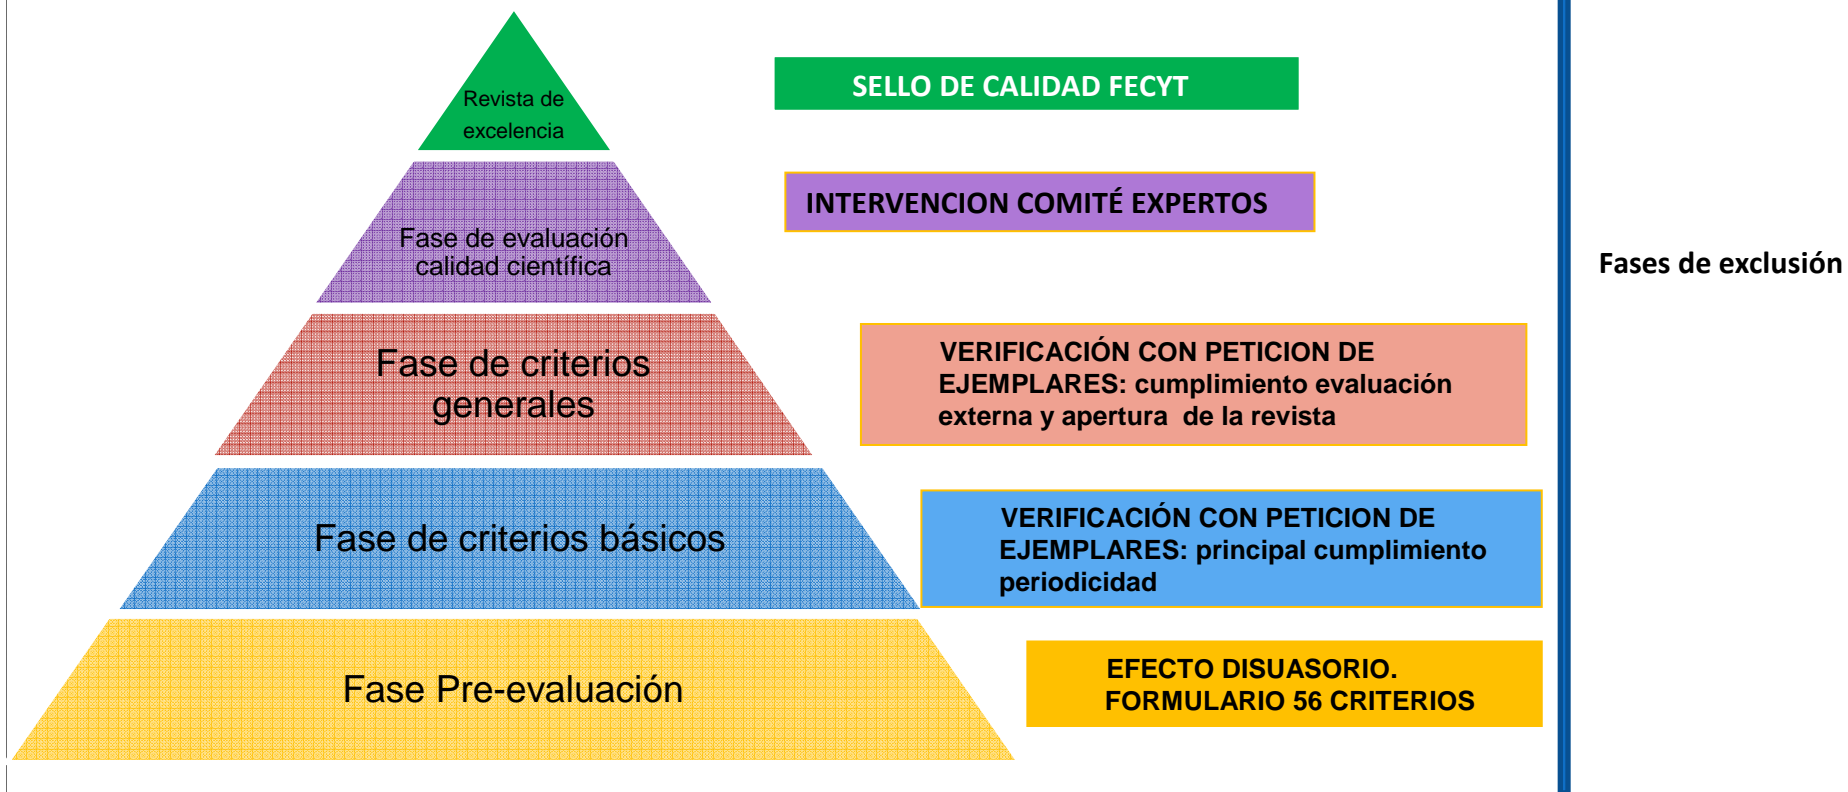 Revista de
excelencia
SELLO DE CALIDAD FECYT
Fase de evaluación
calidad científica
INTERVENCION COMITÉ EXPERTOS
Fases de exclusión
Fase de criterios
generales
VERIFICACIÓN CON PETICION DE
EJEMPLARES: cumplimiento evaluación
externa y apertura de la revista
Fase de criterios básicos
VERIFICACIÓN CON PETICION DE
EJEMPLARES: principal cumplimiento
periodicidad
Fase Pre-evaluación
EFECTO DISUASORIO.
FORMULARIO 56 CRITERIOS